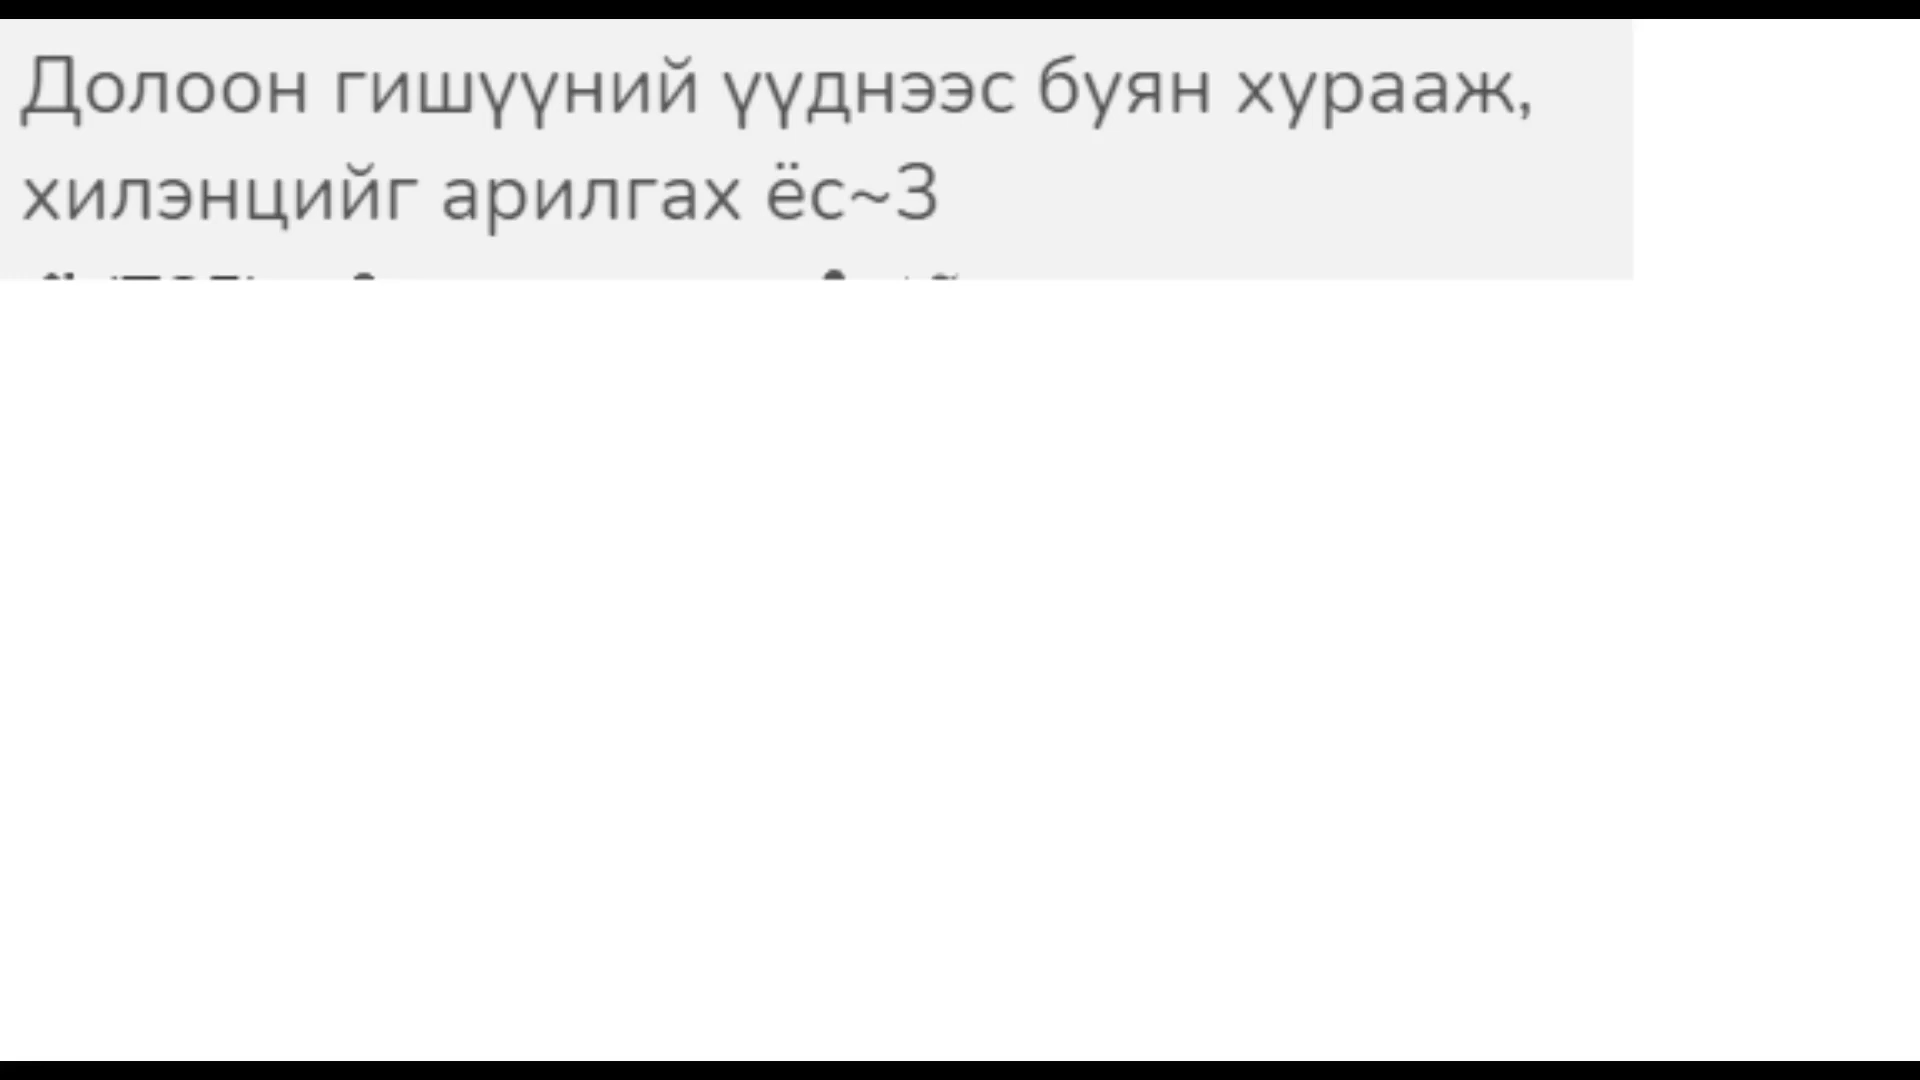 Долоон гишүүний үүднээс буян хурааж,
хилэнцийг арилгах ёс~3